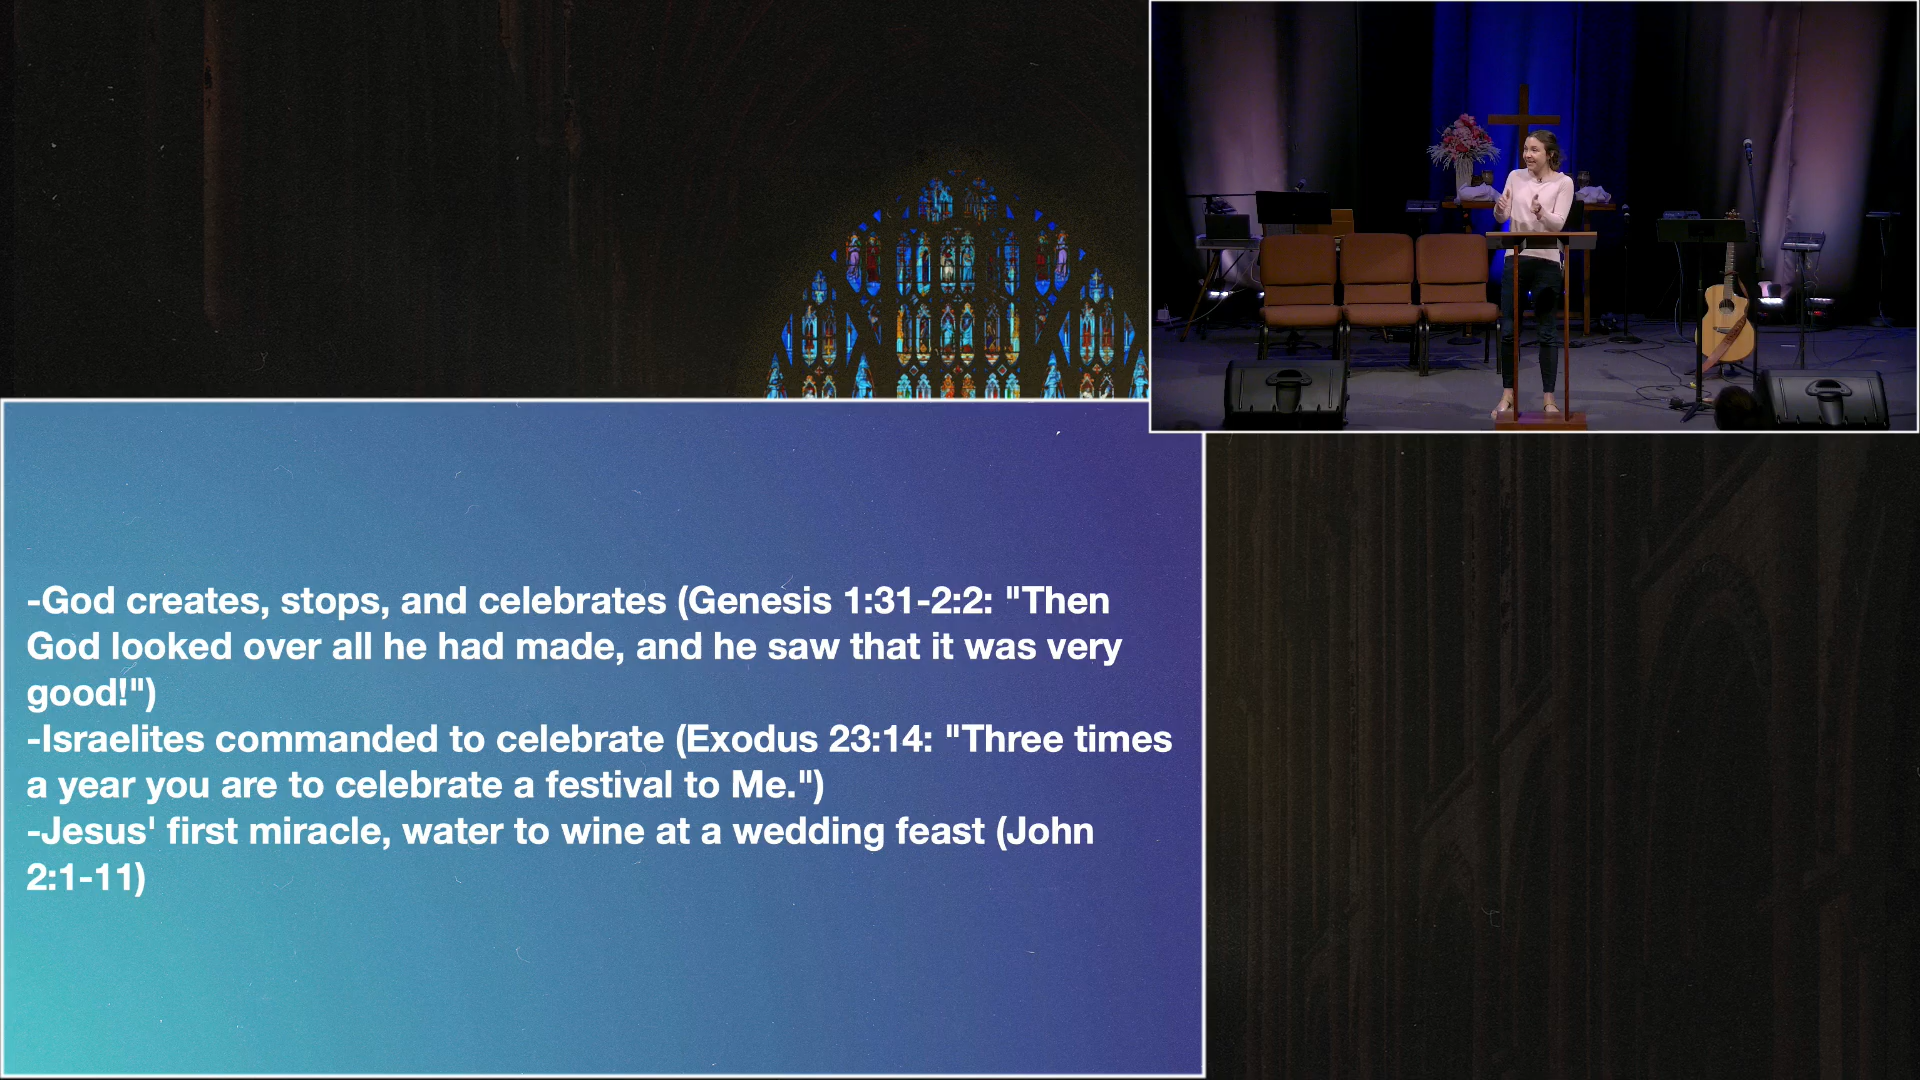 -God creates, stops, and celebrates (Genesis 1:31-2:2: "Then
God looked over all he had made, and he saw that it was very
good!")
-Israelites commanded to celebrate (Exodus 23:14: "Three times
a year you are to celebrate a festival to Me.")
-Jesus' first miracle, water to wine at a wedding feast (John
2:1-11)